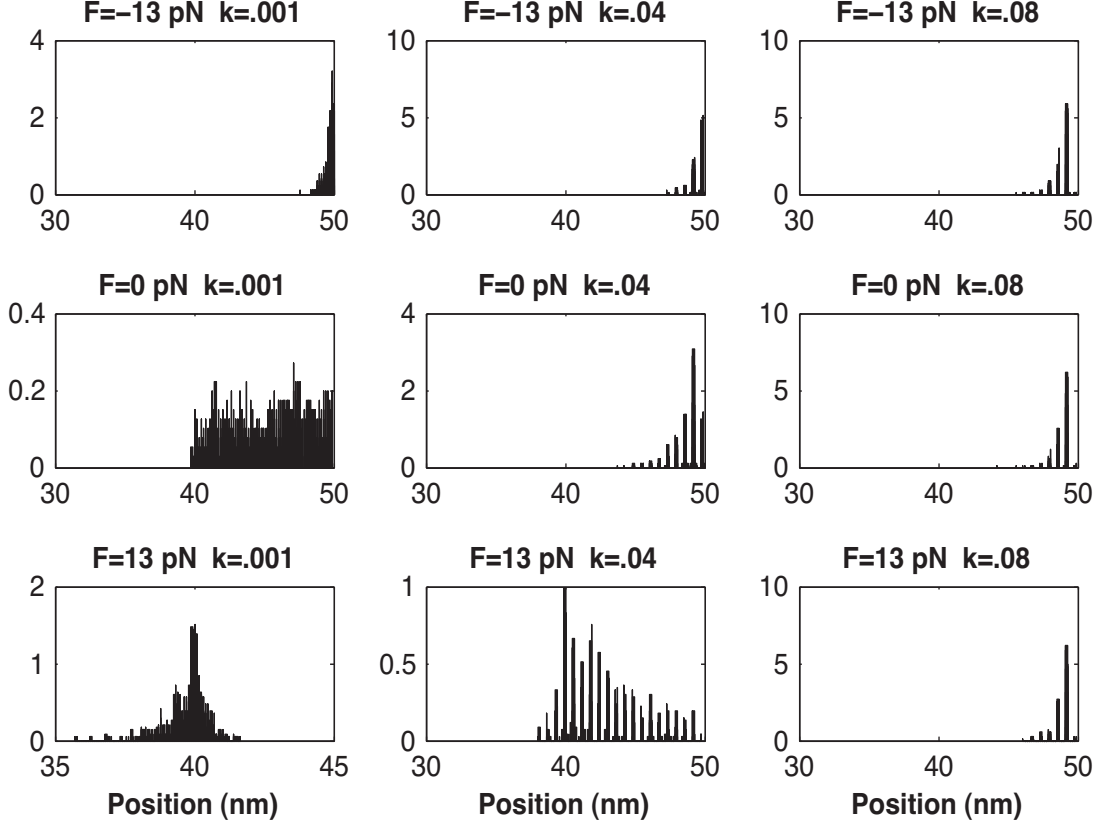 F=–13 pN k=.001
F=–13 pN k=.04
F=–13 pN k=.08
4
2
0
30 40 50
10
5
0
30 40 50
10
5
0
30 40 50
F=0 pN k=.001
F=0 pN k=.04
F=0 pN k=.08
0.4
0.2
0
30 40 50
4
2
0
30 40 50
10
5
0
30 40 50
F=13 pN k=.001
F=13 pN k=.04
F=13 pN k=.08
2
1
0
35 40 45
1
0.5
0
30 40 50
10
5
0
30 40 50
Position (nm)
Position (nm)
Position (nm)